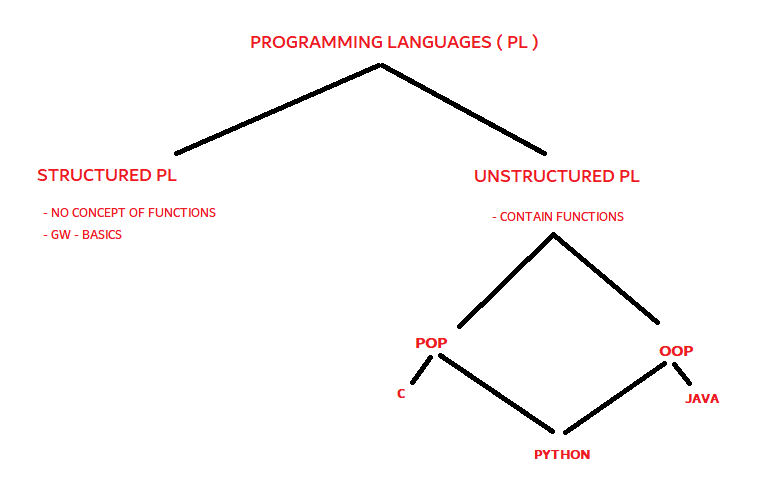 PROGRAMMING LANGUAGES ( PL )
STRUCTURED PL
- NO CONCEPT OF FUNCTIONS
- GW - BASICS
UNSTRUCTURED PL
- CONTAIN FUNCTIONS
POP
OOP
C
JAVA
PYTHON